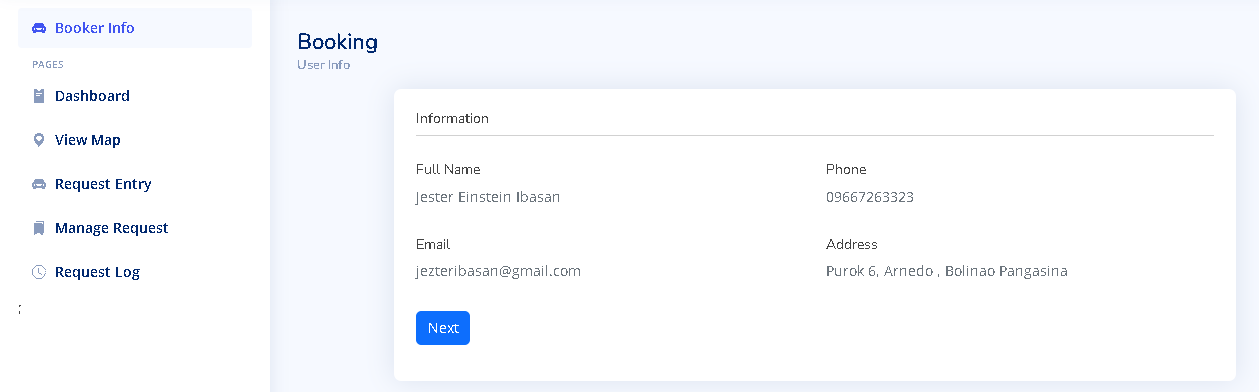 Booker Info
PAGES
Dashboard
View Map
Request Entry
Manage Request
Request Log
;
Booking
User Info
Information
Full Name
Phone
Jester Einstein Ibasan
09667263323
Email
Address
jezteribasan@gmail.com
Purok 6, Arnedo , Bolinao Pangasina
Next